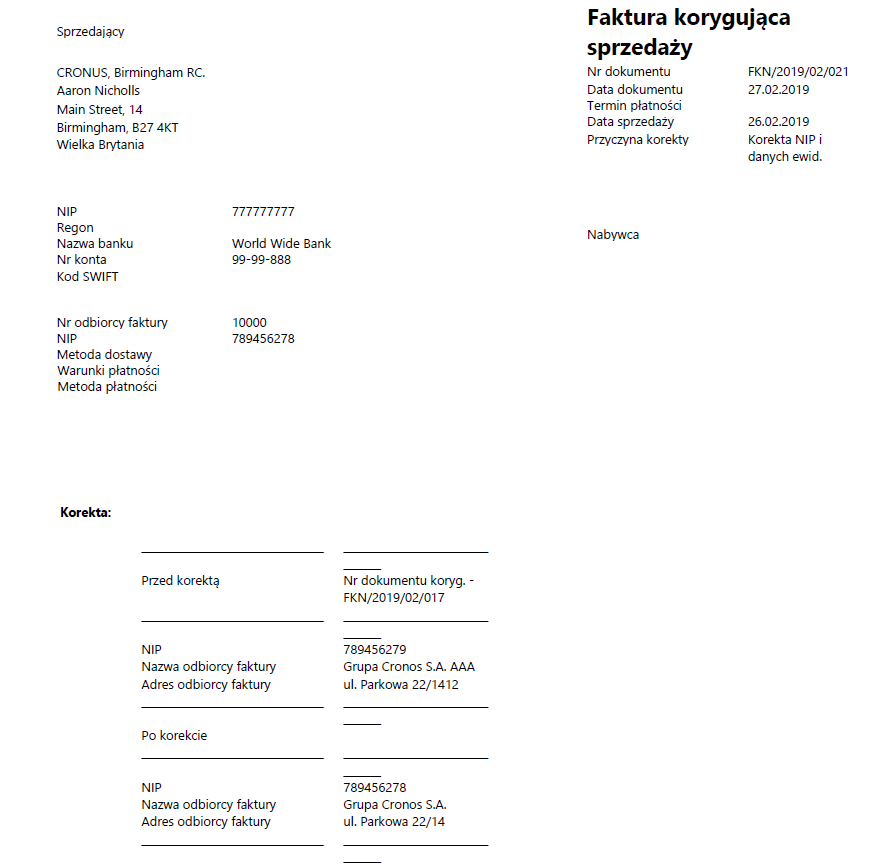 Sprzedający
CRONUS, Birmingham RC.
Aaron Nicholls
Main Street, 14
Birmingham, B27 4KT
Wielka Brytania
Faktura korygująca
sprzedaży
Nr dokumentu FKN/2019/02/021
Data dokumentu 27.02.2019
Termin płatności
Data sprzedaży 26.02.2019
Przyczyna korekty Korekta NIP i
danych ewid.
NIP 777777777
Regon
Nazwa banku World Wide Bank
Nr konta 99-99-888
Kod SWIFT
Nabywca
Nr odbiorcy faktury 10000
NIP 789456278
Metoda dostawy
Warunki płatności
Metoda płatności
Korekta:
Przed korektą Nr dokumentu koryg. -
FKN/2019/02/017
NIP 789456279
Nazwa odbiorcy faktury Grupa Cronos S.A. AAA
Adres odbiorcy faktury ul. Parkowa 22/1412
Po korekcie
NIP 789456278
Nazwa odbiorcy faktury Grupa Cronos S.A.
Adres odbiorcy faktury ul. Parkowa 22/14